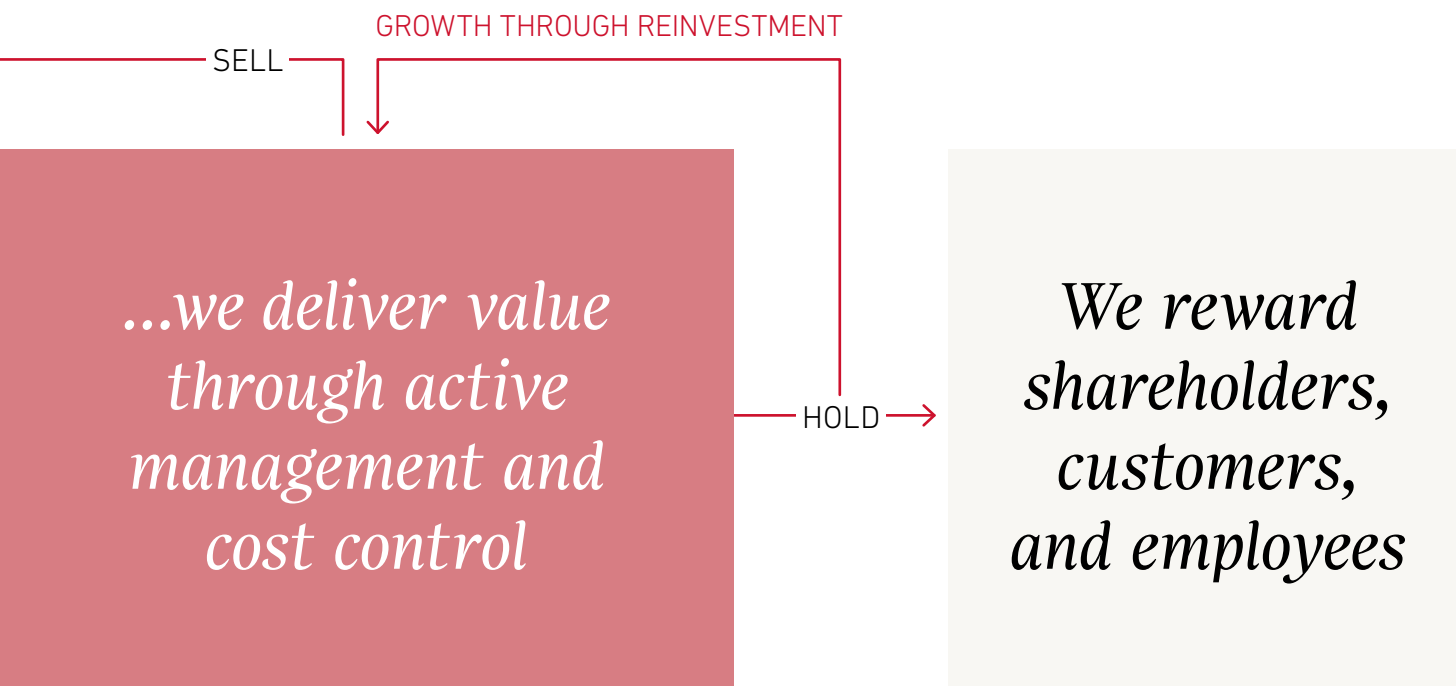 GROWTH THROUGH REINVESTMENT
SELL
...we deliver value
through active
management and
cost control
HOLD
We reward
shareholders,
customers,
and employees